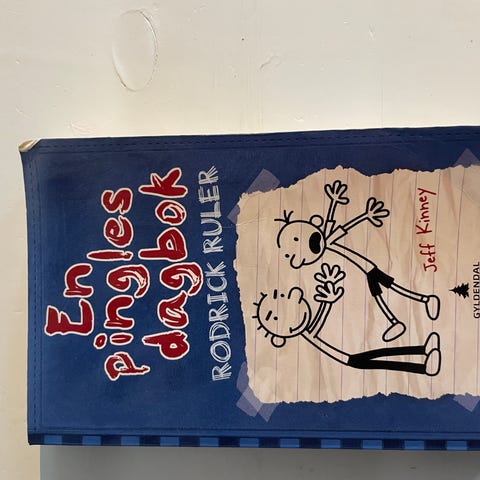 En
pingles
dagbok
RODRICK RULER
Jeff Kinney
GYLDENDAL